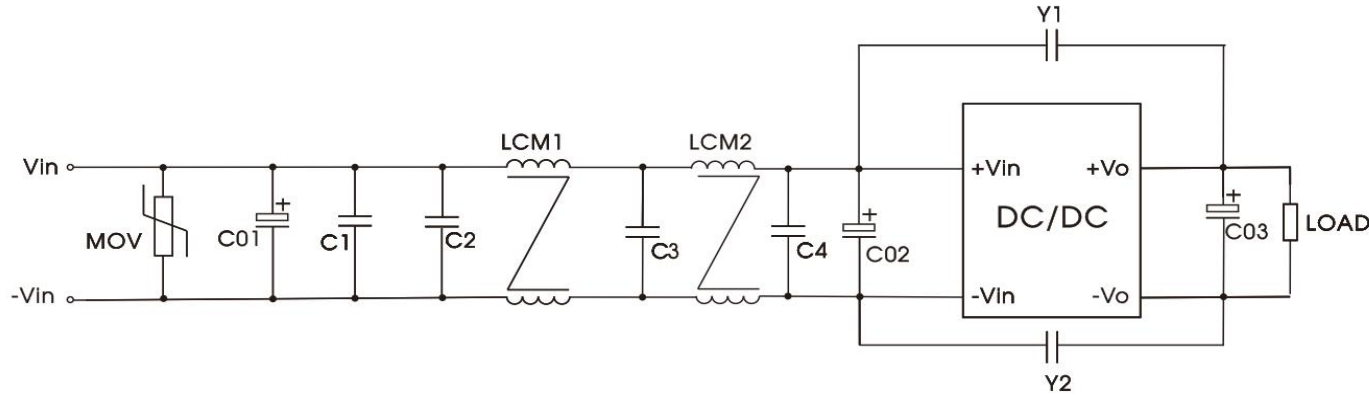 Y1
LCM1
LCM2
Vin
+Vin
+Vo
+
+
+
DC/DC
MOV
C01
C1
C2
C3
C4
C02
C03
LOAD
-Vin
-Vin
-Vo
Y2